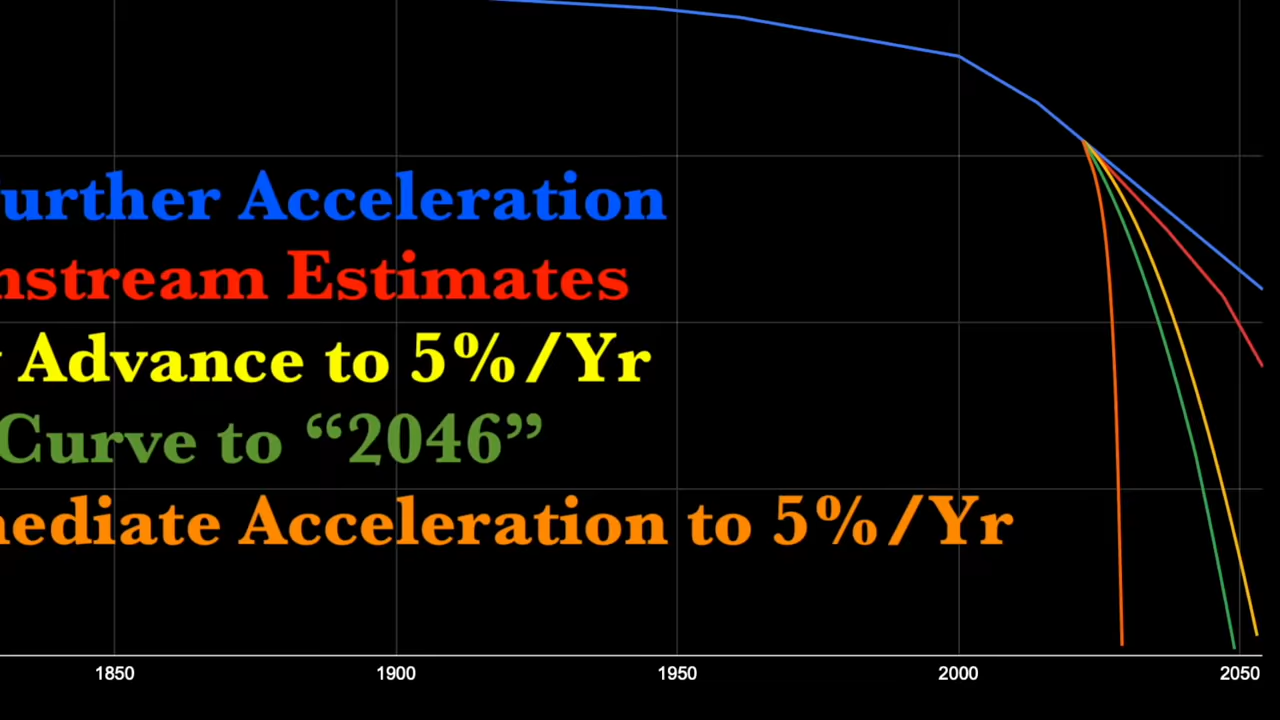 urther Acceleration
nstream Estimates
Advance to 5%/Yr
Curve to “2046”
nediate Acceleration to 5%/Yr
1850 1900 1950 2000 2050